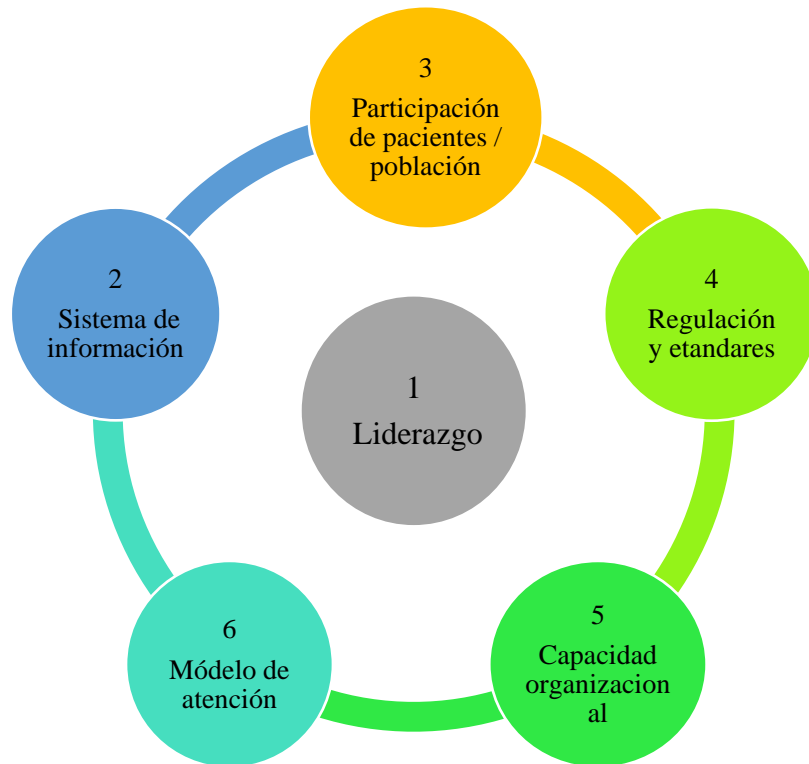 3
Participación
de pacientes /
población
2
Sistema de
información
4
Regulación
y etandares
1
Liderazgo
6
Módelo de
atención
5
Capacidad
organizacion
al